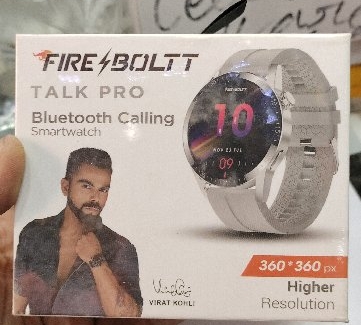 FIRE BOLTT
TALK PRO
Bluetooth Calling
Smartwatch
FIRE-BOLTT
10
09
360*360 px
Higher
Resolution
VIRAT KOHLI